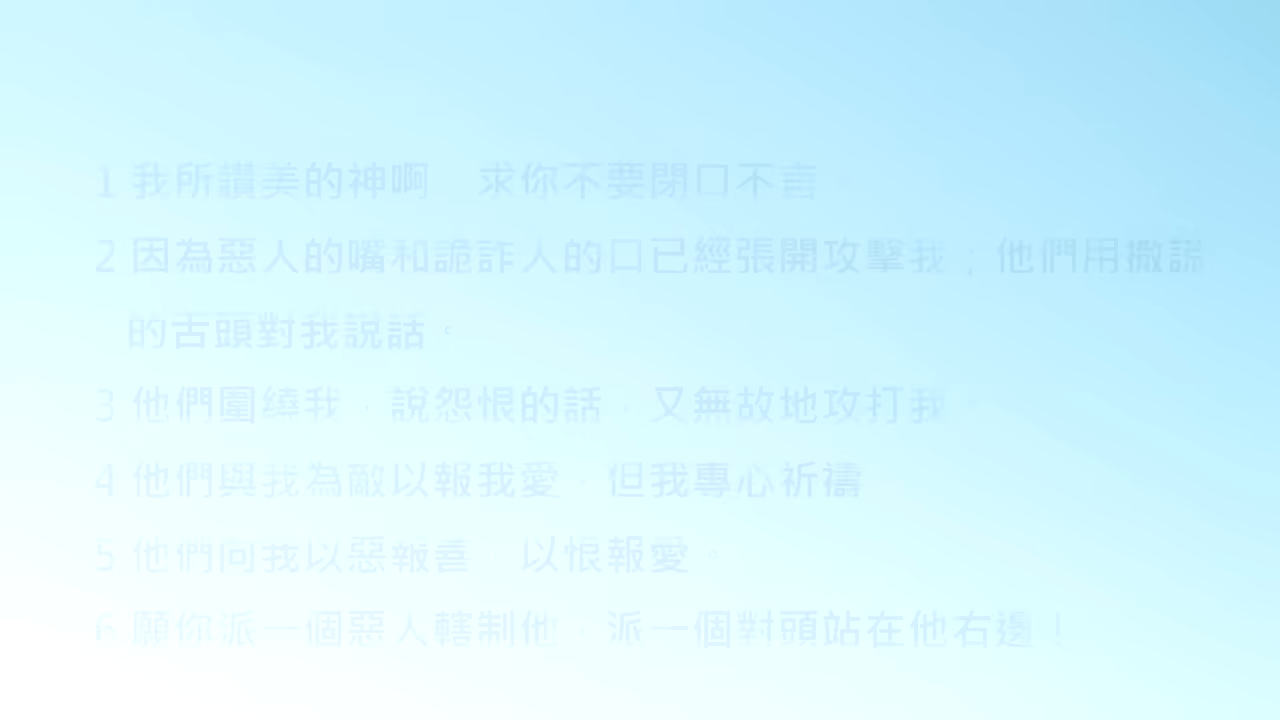 1 我所讚美的神啊 求你不要閉口不言
2 因為惡人的嘴和詭詐人的口已經張開攻擊我；他們用撒謊
的舌頭對我說話。
3 他們圍繞我，說怨恨的話，又無故地攻打我。
4 他們與我為敵以報我愛，但我專心祈禱
5 他們向我以惡報善，以恨報愛。
6 願你派一個惡人轄制他，派一個對頭站在他右邊！